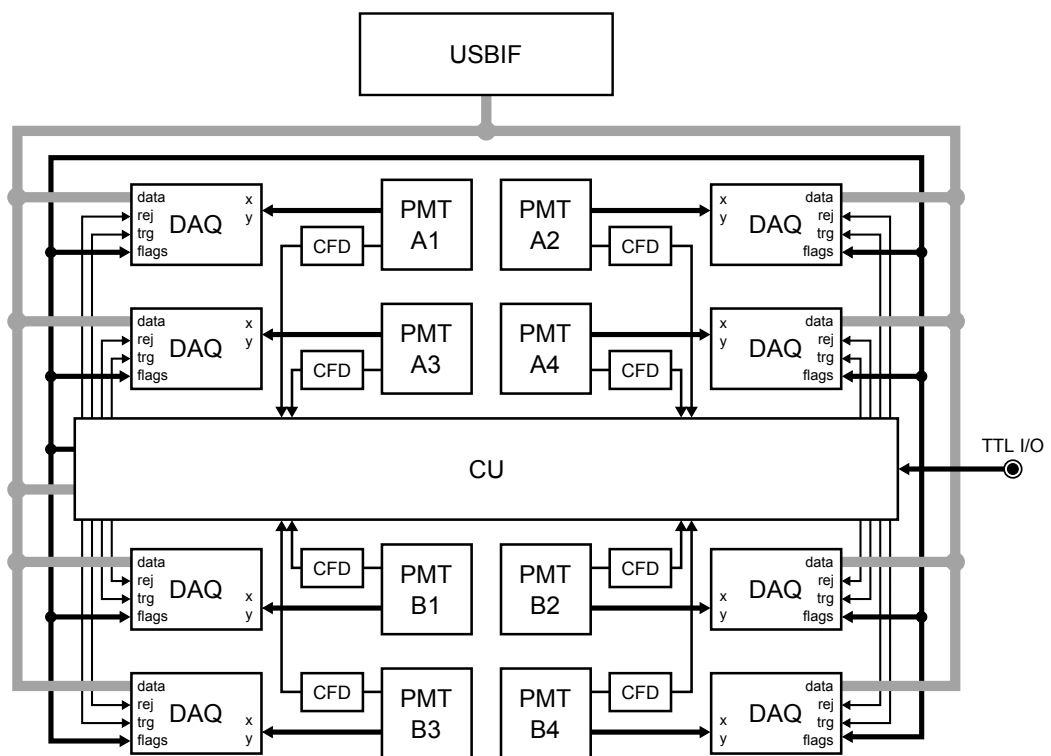 USBIF
data
rej
trg
flags
DAQ
x
y
PMT
A1
CFD
PMT
A2
CFD
x
y
DAQ
data
rej
trg
flags
data
rej
trg
flags
DAQ
x
y
PMT
A3
CFD
PMT
A4
CFD
x
y
DAQ
data
rej
trg
flags
CU
TTL I/O
data
rej
trg
flags
DAQ
x
y
CFD
PMT
B1
PMT
B2
CFD
x
y
DAQ
data
rej
trg
flags
data
rej
trg
flags
DAQ
x
y
CFD
PMT
B3
PMT
B4
CFD
x
y
DAQ
data
rej
trg
flags